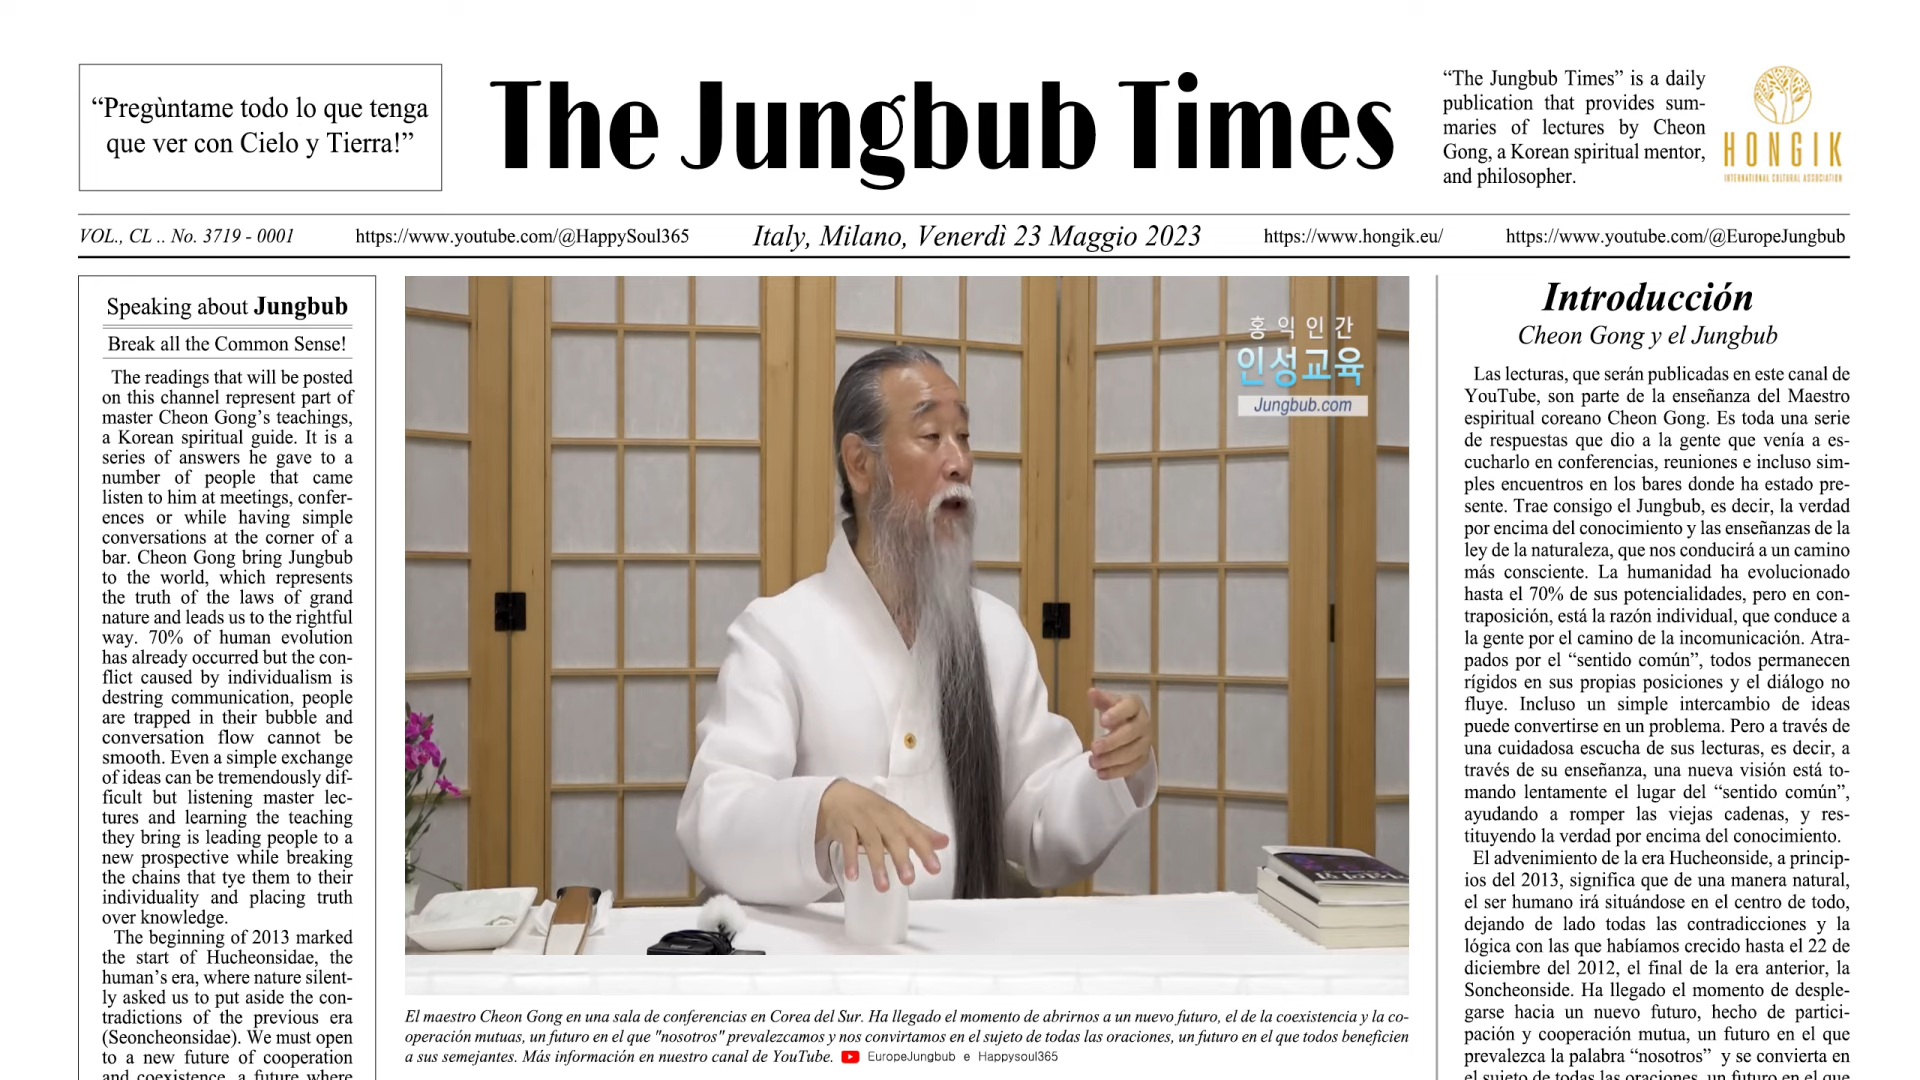 “Pregùntame todo lo que tenga
que ver con Cielo y Tierra!”
The Jungbub Times
“The Jungbub Times” is a daily
publication that provides sum-
maries of lectures by Cheon
Gong, a Korean spiritual mentor,
and philosopher.
HONGIK
INTERNATIONAL CULTURAL ASSOCIATION
VOL., CL .. No. 3719 - 0001
https://www.youtube.com/@HappySoul365
Italy, Milano, Venerdì 23 Maggio 2023
https://www.hongik.eu/
https://www.youtube.com/@EuropeJungbub
Speaking about Jungbub
Break all the Common Sense!
The readings that will be posted
on this channel represent part of
master Cheon Gong’s teachings,
a Korean spiritual guide. It is a
series of answers he gave to a
number of people that came
listen to him at meetings, confer-
ences or while having simple
conversations at the corner of a
bar. Cheon Gong bring Jungbub
to the world, which represents
the truth of the laws of grand
nature and leads us to the rightful
way. 70% of human evolution
has already occurred but the con-
flict caused by individualism is
destring communication, people
are trapped in their bubble and
conversation flow cannot be
smooth. Even a simple exchange
of ideas can be tremendously dif-
ficult but listening master lec-
tures and learning the teaching
they bring is leading people to a
new prospective while breaking
the chains that tye them to their
individuality and placing truth
over knowledge.
The beginning of 2013 marked
the start of Hucheonsidae, the
human’s era, where nature silent-
ly asked us to put aside the con-
tradictions of the previous era
(Seoncheonsidae). We must open
to a new future of cooperation
and coexistence, a future where
홍익인간
인성교육
Jungbub.com
El maestro Cheon Gong en una sala de conferencias en Corea del Sur. Ha llegado el momento de abrirnos a un nuevo futuro, el de la coexistencia y la co-
operación mutuas, un futuro en el que "nosotros" prevalezcamos y nos convirtamos en el sujeto de todas las oraciones, un futuro en el que todos beneficien
a sus semejantes. Más información en nuestro canal de YouTube. EuropeJungbub e Happysoul365
Introducción
Cheon Gong y el Jungbub
Las lecturas, que serán publicadas en este canal de
YouTube, son parte de la enseñanza del Maestro
espiritual coreano Cheon Gong. Es toda una serie
de respuestas que dio a la gente que venía a es-
cucharlo en conferencias, reuniones e incluso sim-
ples encuentros en los bares donde ha estado pre-
sente. Trae consigo el Jungbub, es decir, la verdad
por encima del conocimiento y las enseñanzas de la
ley de la naturaleza, que nos conducirá a un camino
más consciente. La humanidad ha evolucionado
hasta el 70% de sus potencialidades, pero en con-
traposición, está la razón individual, que conduce a
la gente por el camino de la incomunicación. Atra-
pados por el “sentido común”, todos permanecen
rígidos en sus propias posiciones y el diálogo no
fluye. Incluso un simple intercambio de ideas
puede convertirse en un problema. Pero a través de
una cuidadosa escucha de sus lecturas, es decir, a
través de su enseñanza, una nueva visión está to-
mando lentamente el lugar del “sentido común”,
ayudando a romper las viejas cadenas, y res-
tituyendo la verdad por encima del conocimiento.
El advenimiento de la era Hucheonside, a princip-
ios del 2013, significa que de una manera natural,
el ser humano irá situándose en el centro de todo,
dejando de lado todas las contradicciones y la
lógica con las que habíamos crecido hasta el 22 de
diciembre del 2012, el final de la era anterior, la
Soncheonside. Ha llegado el momento de desple-
garse hacia un nuevo futuro, hecho de partici-
pación y cooperación mutua, un futuro en el que
prevalezca la palabra “nosotros” y se convierta en
el sujeto de todas las oraciones, un futuro en el que